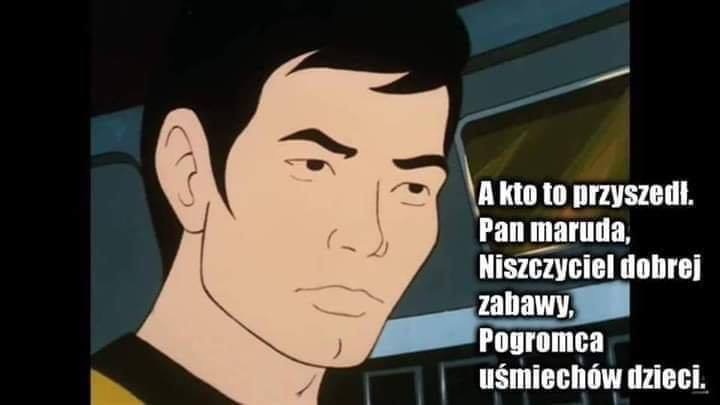 A kto to przyszedł.
Pan maruda,
Niszczyciel dobrej
zabawy,
Pogromca
uśmiechów dzieci.